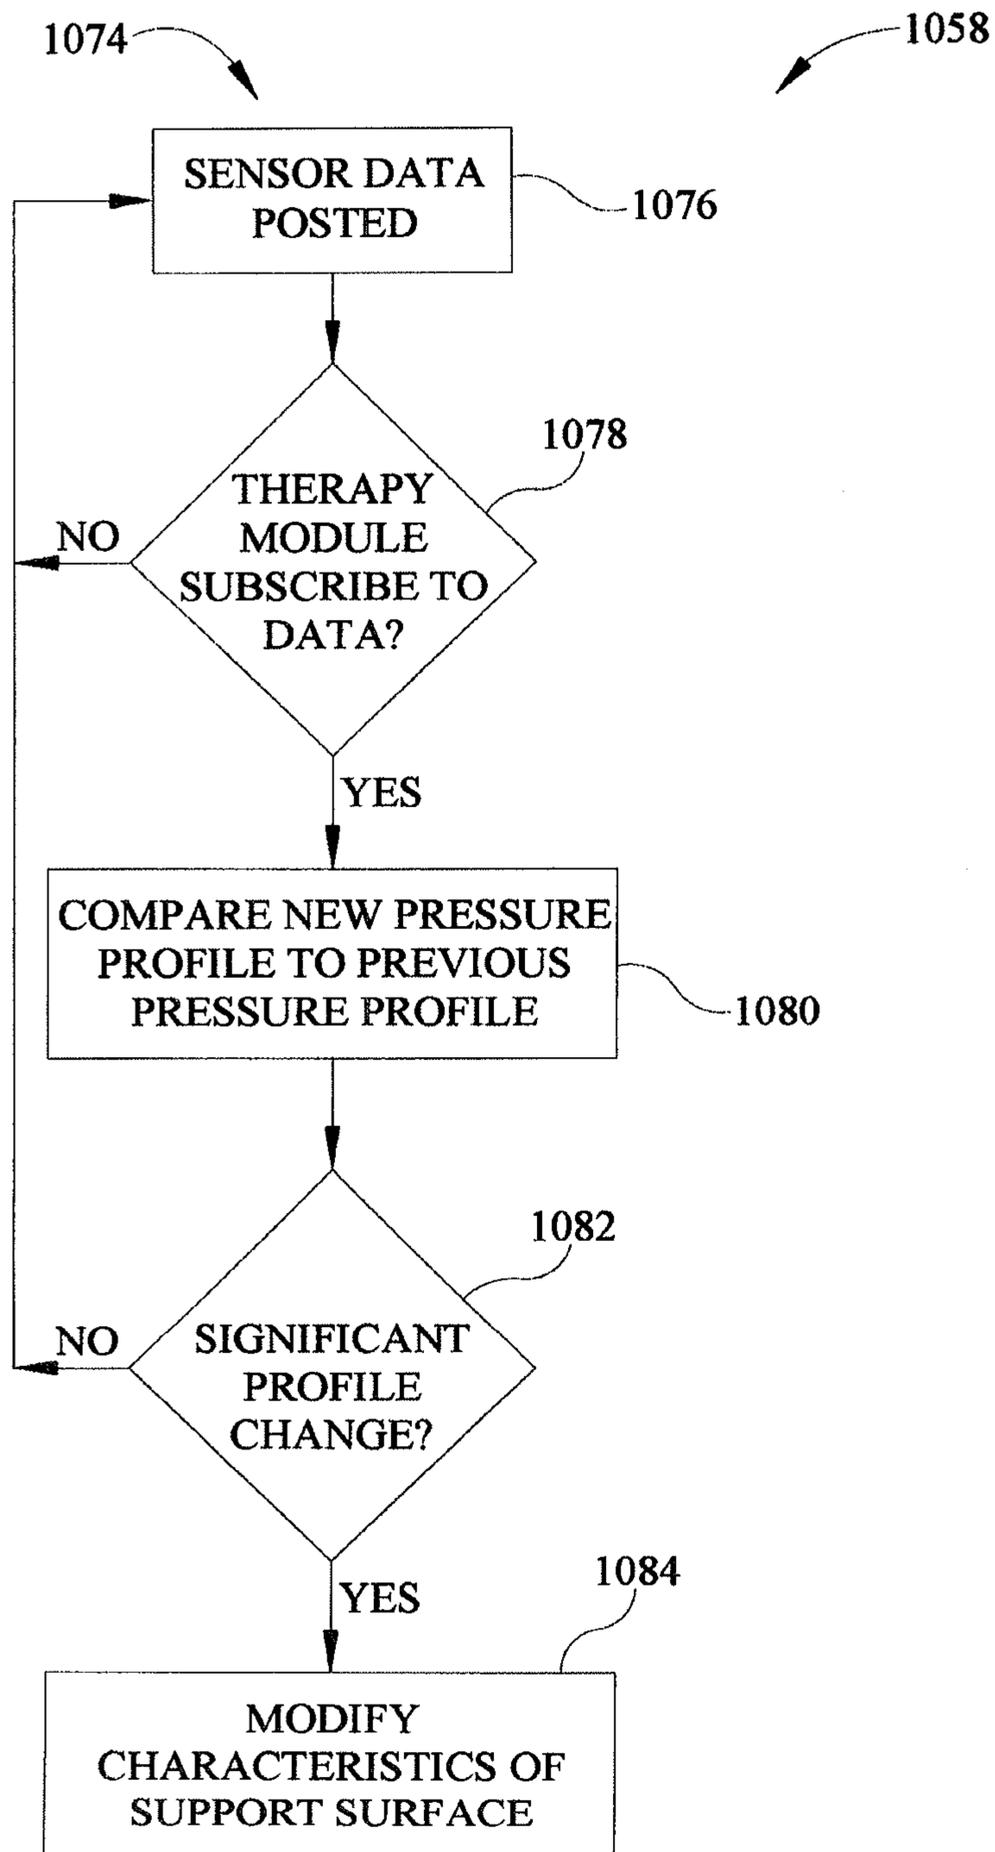 1074
1058
SENSOR DATA
POSTED
1076
1078
THERAPY
MODULE
SUBSCRIBE TO
DATA?
NO
YES
COMPARE NEW PRESSURE
PROFILE TO PREVIOUS
PRESSURE PROFILE
1080
1082
SIGNIFICANT
PROFILE
CHANGE?
NO
YES
1084
MODIFY
CHARACTERISTICS OF
SUPPORT SURFACE